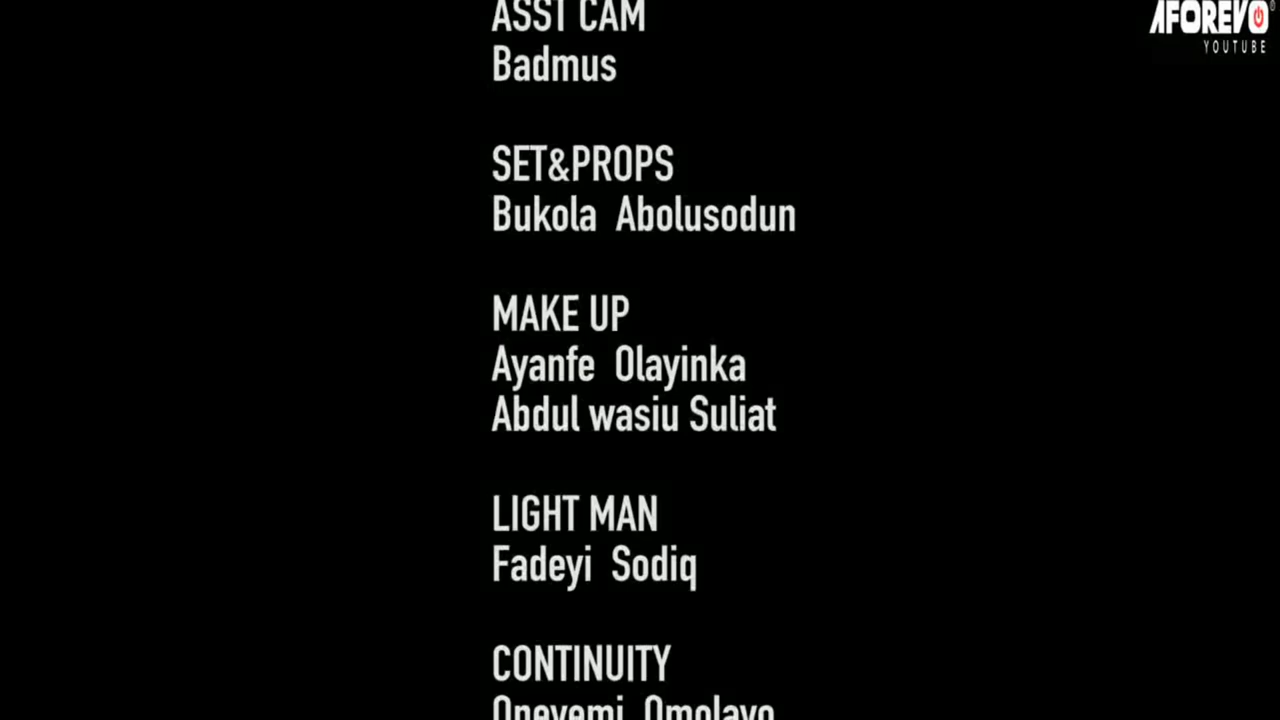 ASST CAM
Badmus
SET&PROPS
Bukola Abolusodun
MAKE UP
Ayanfe Olayinka
Abdul wasiu Suliat
LIGHT MAN
Fadeyi Sodiq
CONTINUITY
Omolayo
AFOREVO
YOUTUBE